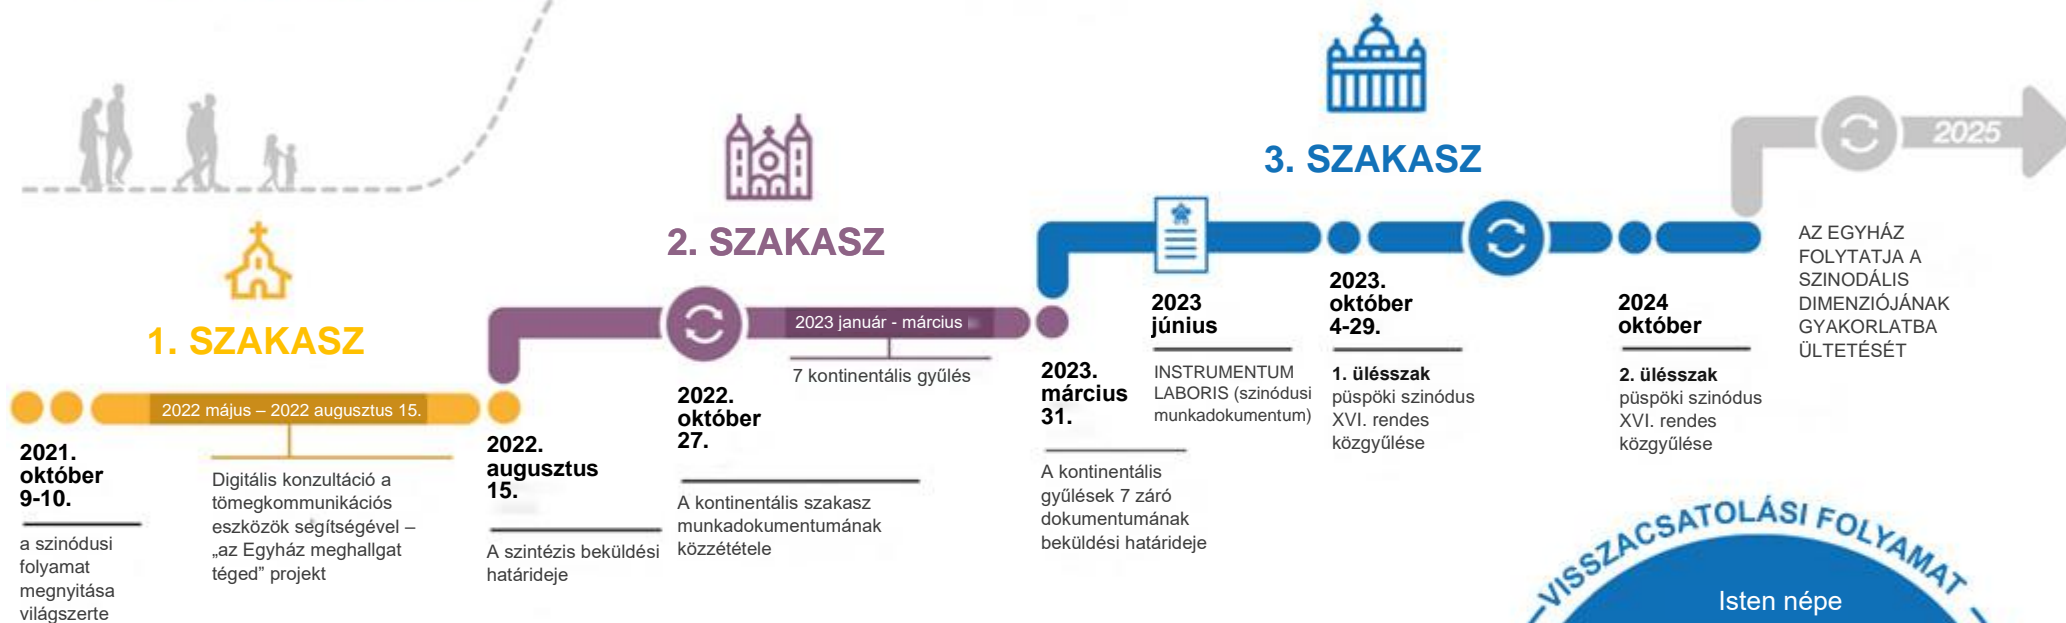 1. SZAKASZ
2022 május – 2022 augusztus 15.
2021.
október
9-10.
a szinódusi
folyamat
megnyitása
világszerte
Digitális konzultáció a
tömegkommunikációs
eszközök segítségével –
„az Egyház meghallgat
téged” projekt
2. SZAKASZ
2023 január - március
7 kontinentális gyűlés
2022.
augusztus
15.
A szintézis beküldési
határideje
2022.
október
27.
A kontinentális szakasz
munkadokumentumának
közzététele
3. SZAKASZ
2023.
március
31.
A kontinentális
gyűlések 7 záró
dokumentumának
beküldési határideje
2023
június
INSTRUMENTUM
LABORIS (szinódusi
munkadokumentum)
2023.
október
4-29.
1. ülésszak
püspöki szinódus
XVI. rendes
közgyűlése
2024
október
2. ülésszak
püspöki szinódus
XVI. rendes
közgyűlése
2025
AZ EGYHÁZ
FOLYTATJA A
SZINODÁLIS
DIMENZIÓJÁNAK
GYAKORLATBA
ÜLTETÉSÉT
VISSZACSATOLÁSI FOLYAMAT
Isten népe